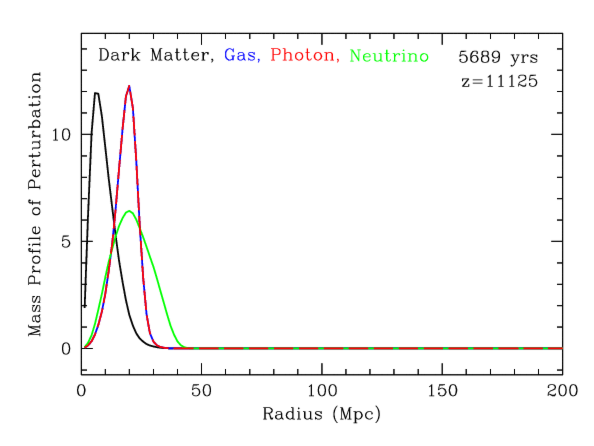 Dark Matter, Gas, Photon, Neutrino 5689 yrs
z=11125
Mass Profile of Perturbation
10
5
0
0 50 100 150 200
Radius (Mpc)